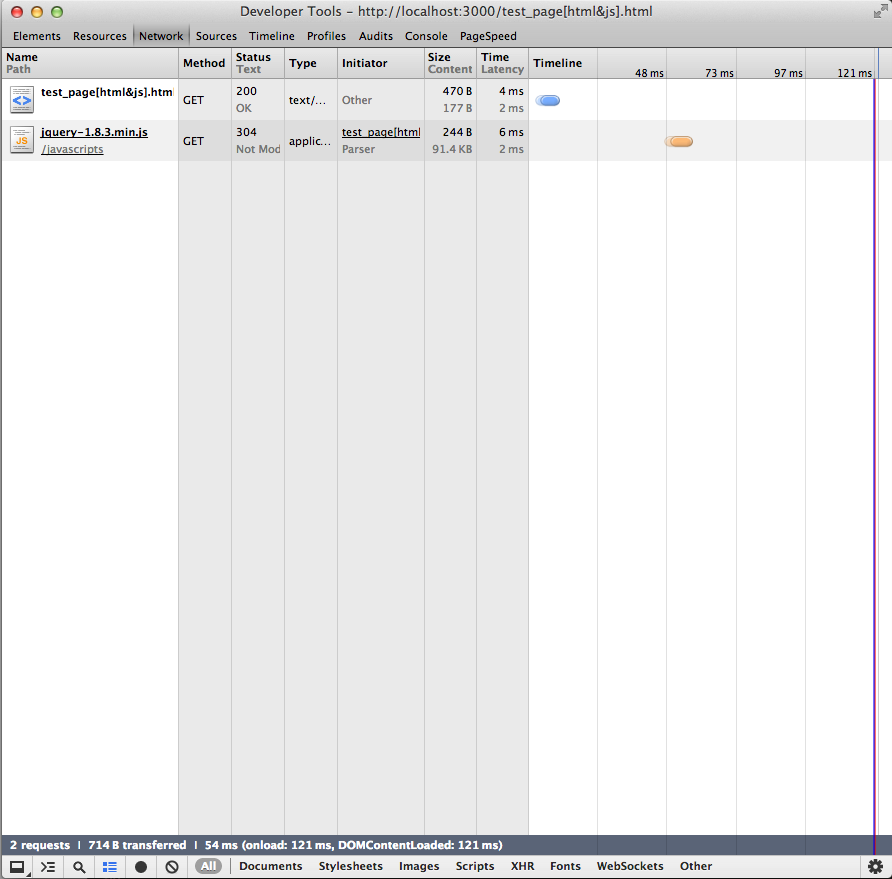 Developer Tools – http://localhost:3000/test_page[html&js].html
Elements Resources Network Sources Timeline Profiles Audits Console PageSpeed
Name Method Status Type Initiator Size Time Timeline
Path Text Content Latency 48 ms 73 ms 97 ms 121 ms
test_page[html&js].html 200 470 B 4 ms
GET text/... Other
OK 177 B 2 ms
<>
jquery-1.8.3.min.js 304 test_page[html 244 B 6 ms
JS GET applic...
/javascripts Not Mod Parser 91.4 KB 2 ms
2 requests | 714 B transferred | 54 ms (onload: 121 ms, DOMContentLoaded: 121 ms)
All Documents Stylesheets Images Scripts XHR Fonts WebSockets Other